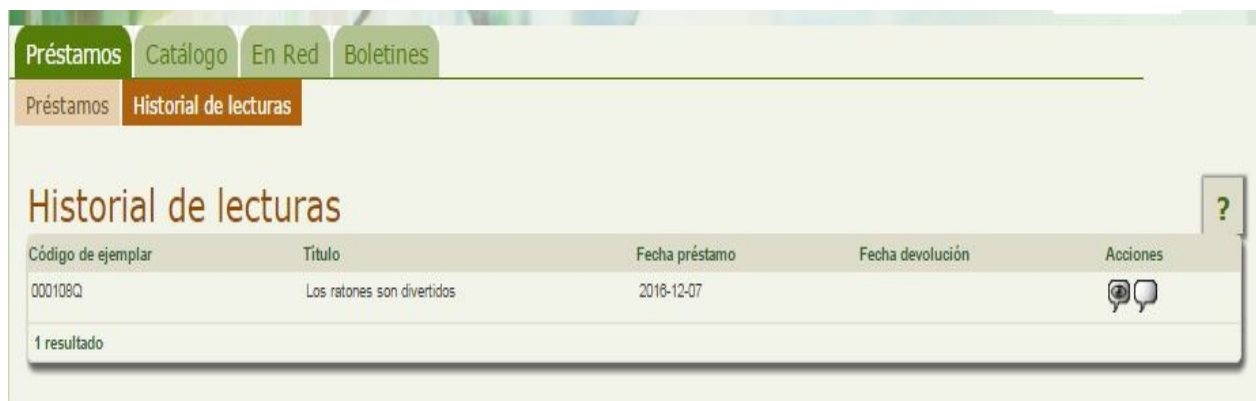 Préstamos Catálogo En Red Boletines
Préstamos Historial de lecturas
Historial de lecturas
?
Código de ejemplar Título Fecha préstamo Fecha devolución Acciones
000108Q Los ratones son divertidos 2016-12-07
1 resultado